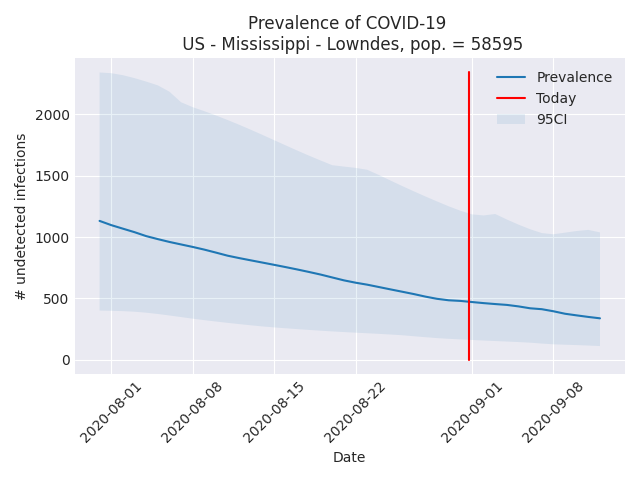 Prevalence of COVID-19
US - Mississippi - Lowndes, pop. = 58595
Prevalence
Today
95CI
# undetected infections
2000
1500
1000
500
0
2020-08-01
2020-08-08
2020-08-15
2020-08-22
2020-09-01
2020-09-08
Date